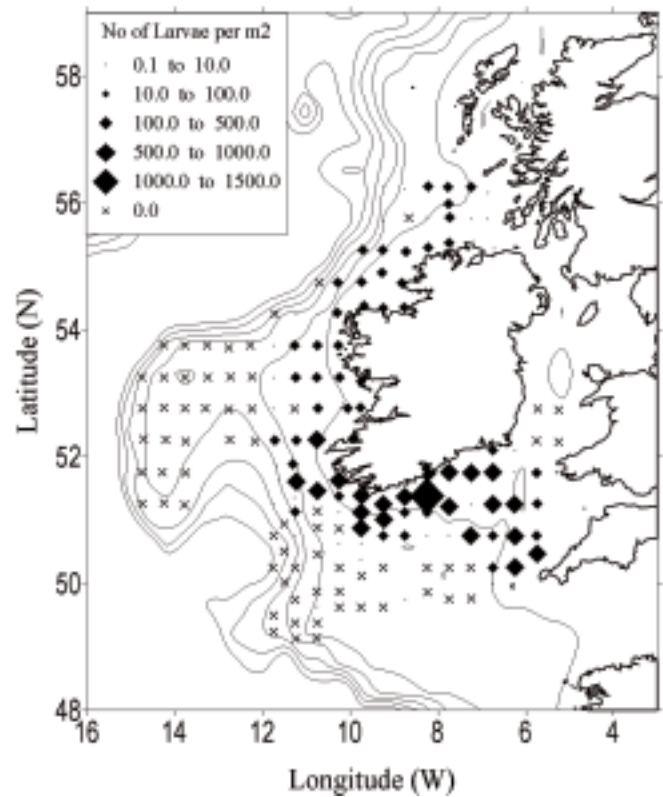 No of Larvae per m2
0.1 to 10.0
10.0 to 100.0
100.0 to 500.0
500.0 to 1000.0
1000.0 to 1500.0
0.0
58
56
54
52
50
48
Latitude (N)
16 14 12 10 8 6 4
Longitude (W)